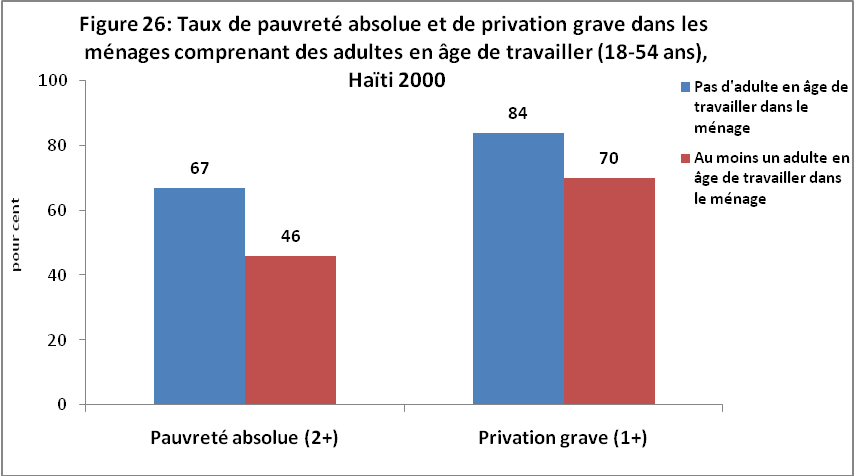 Figure 26: Taux de pauvreté absolue et de privation grave dans les
ménages comprenant des adultes en âge de travailler (18-54 ans),
Haïti 2000
100
80
60
40
20
0
pour cent
67
46
84
70
Pauvreté absolue (2+)
Privation grave (1+)
Pas d'adulte en âge de
travailler dans le
ménage
Au moins un adulte en
âge de travailler dans
le ménage